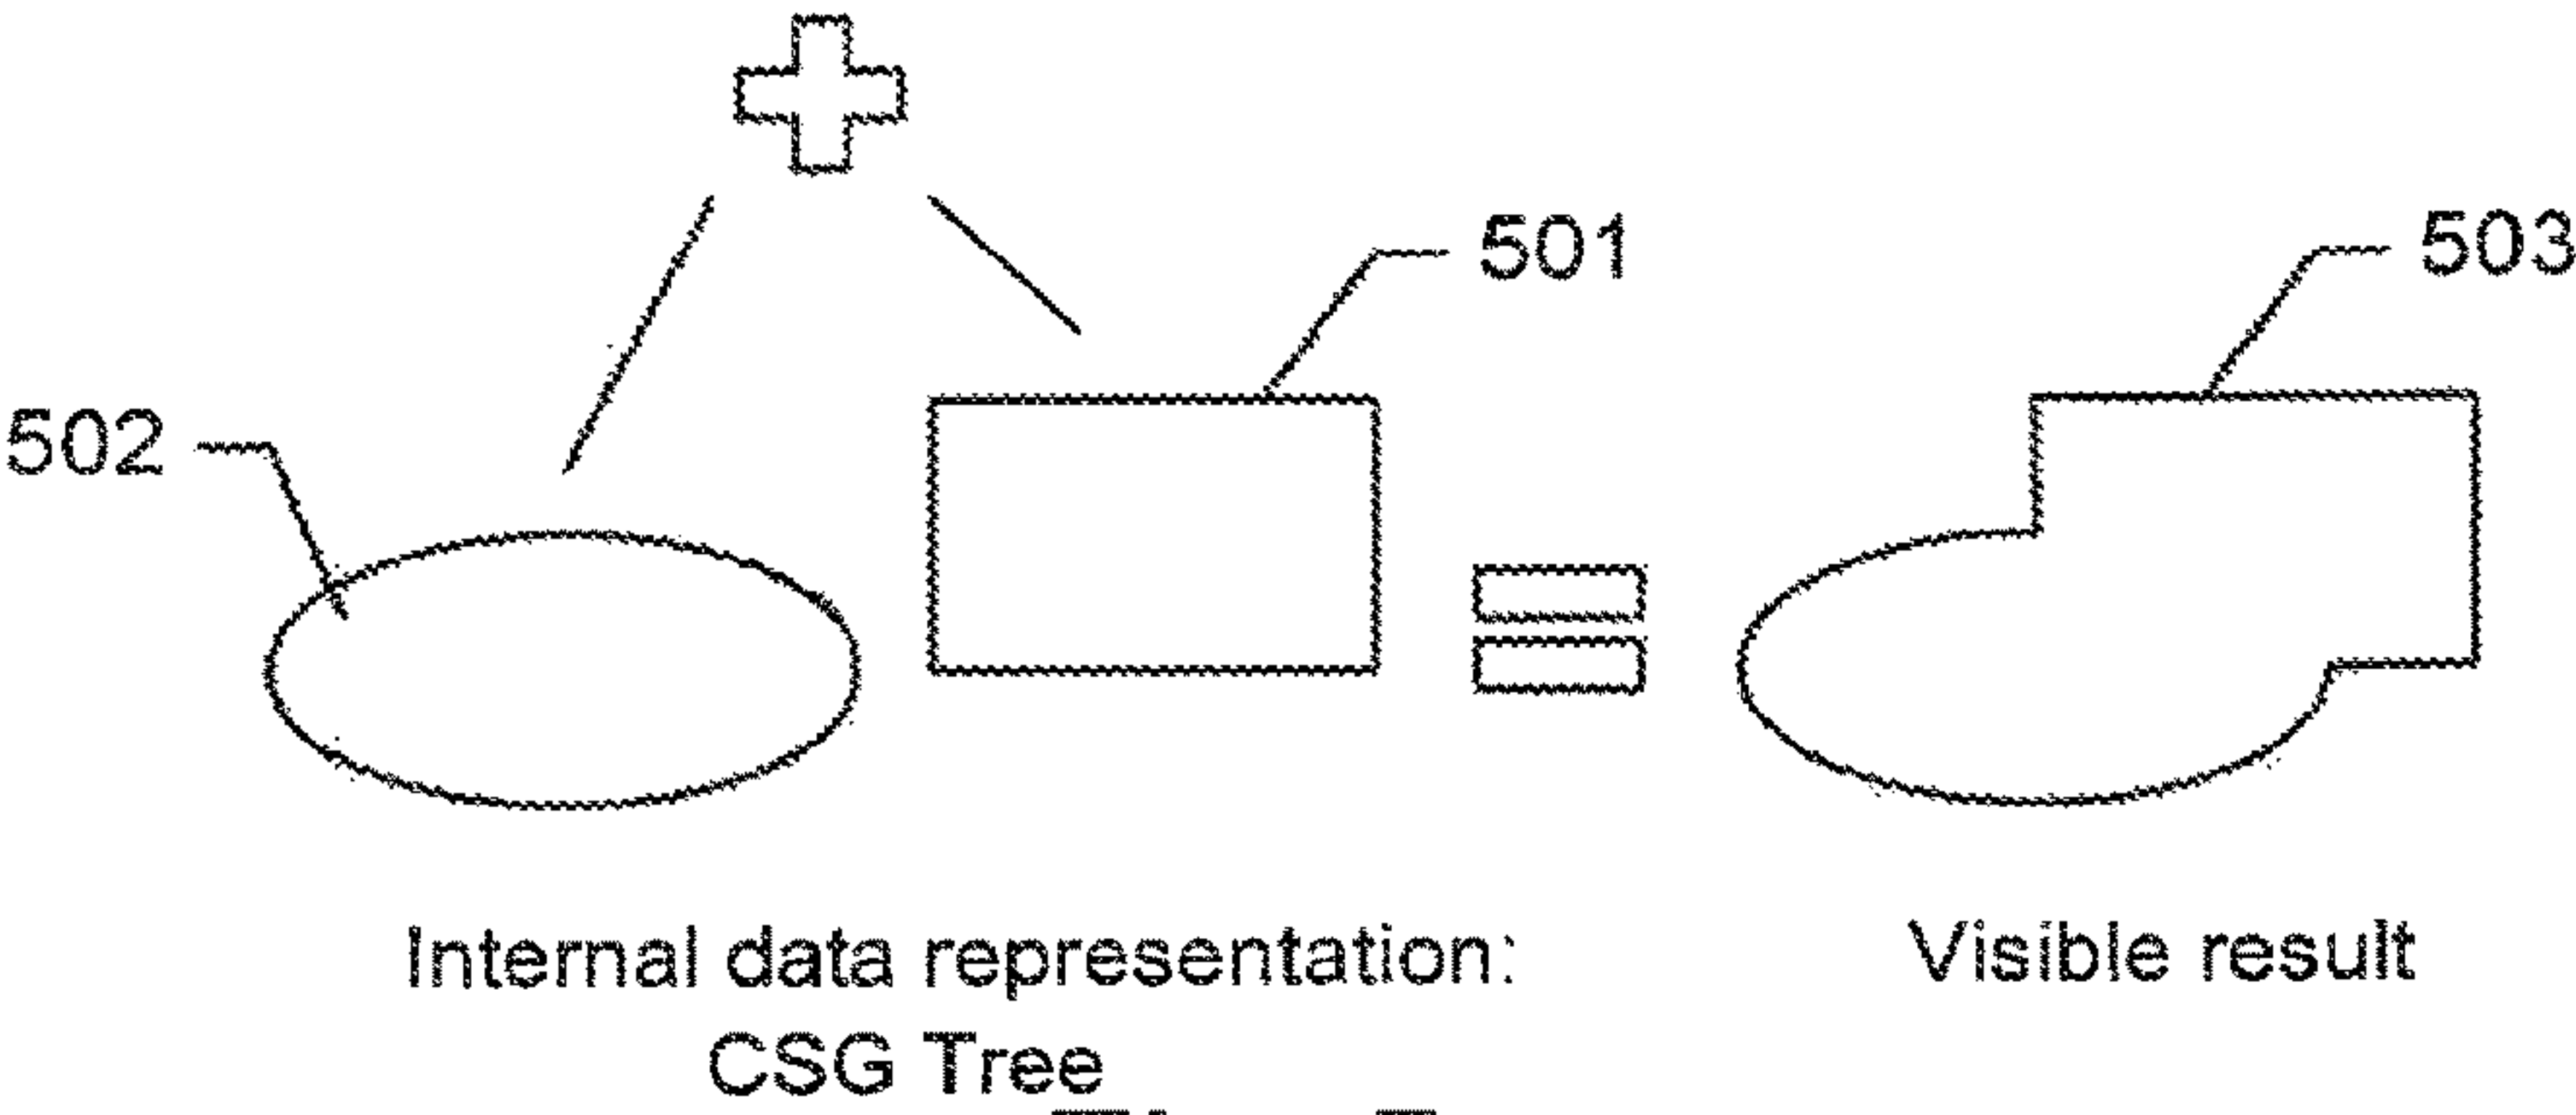 501
503
502
Internal data representation:
CSG Tree
Visible result